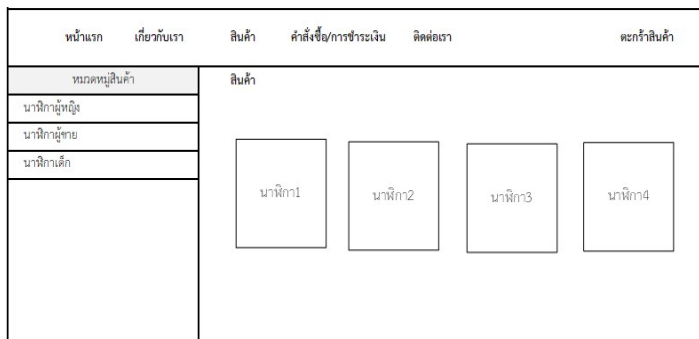 หน้าแรก เกี่ยวกับเรา สินค้า คำสั่งซื้อ/การชำระเงิน ติดต่อเรา ตะกร้าสินค้า
หมวดหมู่สินค้า
นาฬิกาผู้หญิง
นาฬิกาผู้ชาย
นาฬิกาเด็ก
สินค้า
นาฬิกา1 นาฬิกา2 นาฬิกา3 นาฬิกา4